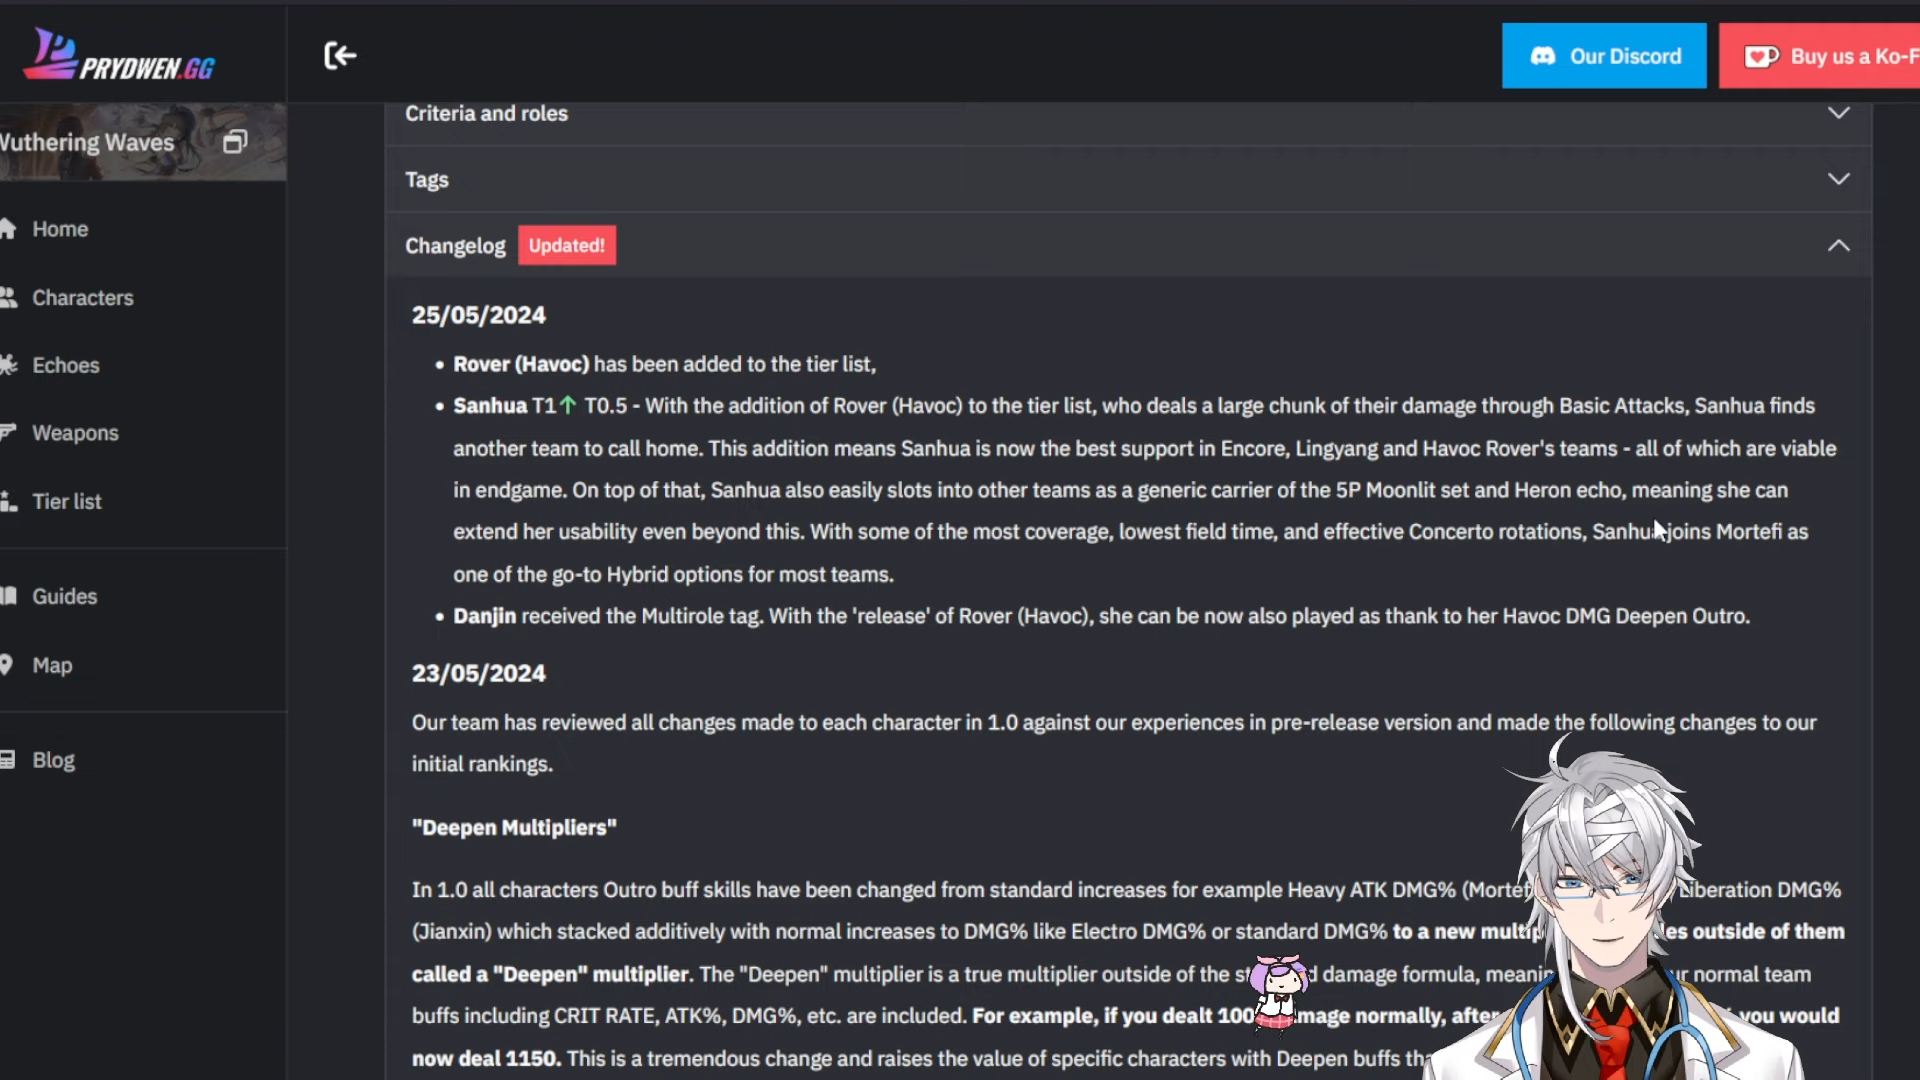 PRYDWEN.GG
Our Discord
Buy us a Ko-F
Wuthering Waves
Home
Characters
Echoes
Weapons
Tier list
Guides
Map
Blog
Criteria and roles
Tags
Changelog Updated!
25/05/2024
• Rover (Havoc) has been added to the tier list,
• Sanhua T1↑ T0.5 - With the addition of Rover (Havoc) to the tier list, who deals a large chunk of their damage through Basic Attacks, Sanhua finds
another team to call home. This addition means Sanhua is now the best support in Encore, Lingyang and Havoc Rover's teams - all of which are viable
in endgame. On top of that, Sanhua also easily slots into other teams as a generic carrier of the 5P Moonlit set and Heron echo, meaning she can
extend her usability even beyond this. With some of the most coverage, lowest field time, and effective Concerto rotations, Sanhua joins Mortefi as
one of the go-to Hybrid options for most teams.
• Danjin received the Multirole tag. With the 'release' of Rover (Havoc), she can be now also played as thank to her Havoc DMG Deepen Outro.
23/05/2024
Our team has reviewed all changes made to each character in 1.0 against our experiences in pre-release version and made the following changes to our
initial rankings.
"Deepen Multipliers"
In 1.0 all characters Outro buff skills have been changed from standard increases for example Heavy ATK DMG% Liberation DMG%
(Jianxin) which stacked additively with normal increases to DMG% like Electro DMG% or standard DMG% to a new outside of them
called a "Deepen" multiplier. The "Deepen" multiplier is a true multiplier outside of the damage formula, normal team
buffs including CRIT RATE, ATK%, DMG%, etc. are included. For example, if you dealt normally, you would
now deal 1150. This is a tremendous change and raises the value of specific characters with Deepen buffs